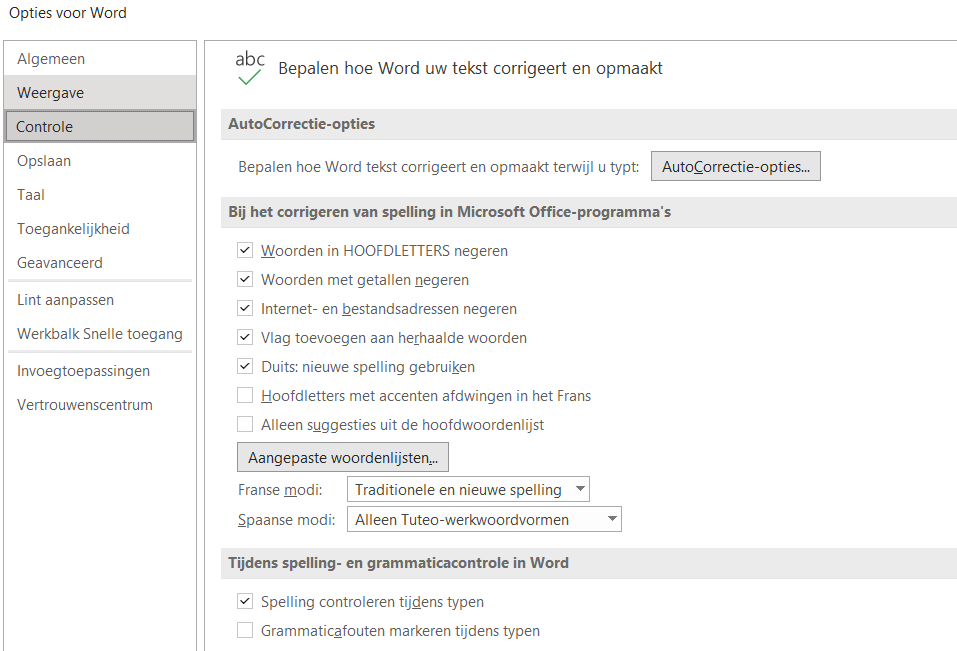 Opties voor Word
Algemeen
Weergave
Controle
Opslaan
Taal
Toegankelijkheid
Geavanceerd
Lint aanpassen
Werkbalk Snelle toegang
Invoegtoepassingen
Vertrouwenscentrum
abc
Bepalen hoe Word uw tekst corrigeert en opmaakt
AutoCorrectie-opties
Bepalen hoe Word tekst corrigeert en opmaakt terwijl u typt:
AutoCorrectie-opties...
Bij het corrigeren van spelling in Microsoft Office-programma's
Woorden in HOOFDLETTERS negeren
Woorden met getallen negeren
Internet- en bestandsadressen negeren
Vlag toevoegen aan herhaalde woorden
Duits: nieuwe spelling gebruiken
Hoofdletters met accenten afdwingen in het Frans
Alleen suggesties uit de hoofdwoordenlijst
Aangepaste woordenlijsten...
Franse modi: Traditionele en nieuwe spelling
Spaanse modi: Alleen Tuteo-werkwoordvormen
Tijdens spelling- en grammaticacontrole in Word
Spelling controleren tijdens typen
Grammaticafouten markeren tijdens typen